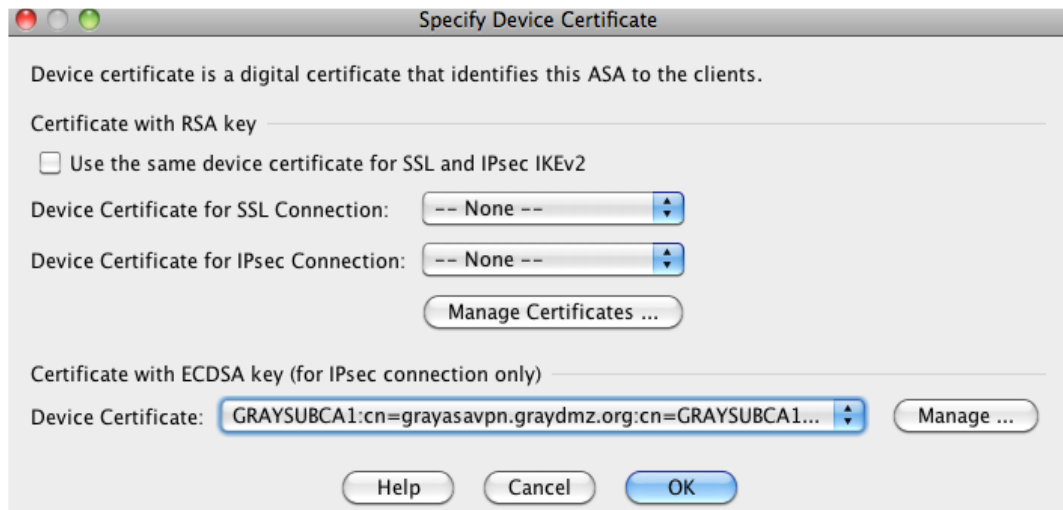 Specify Device Certificate
Device certificate is a digital certificate that identifies this ASA to the clients.
Certificate with RSA key
Use the same device certificate for SSL and IPsec IKEv2
Device Certificate for SSL Connection: -- None --
Device Certificate for IPsec Connection: -- None --
Manage Certificates ...
Certificate with ECDSA key (for IPsec connection only)
Device Certificate: GRAYSUBCA1:cn=grayasavpn.graydmz.org:cn=GRAYSUBCA1... Manage ...
Help Cancel OK